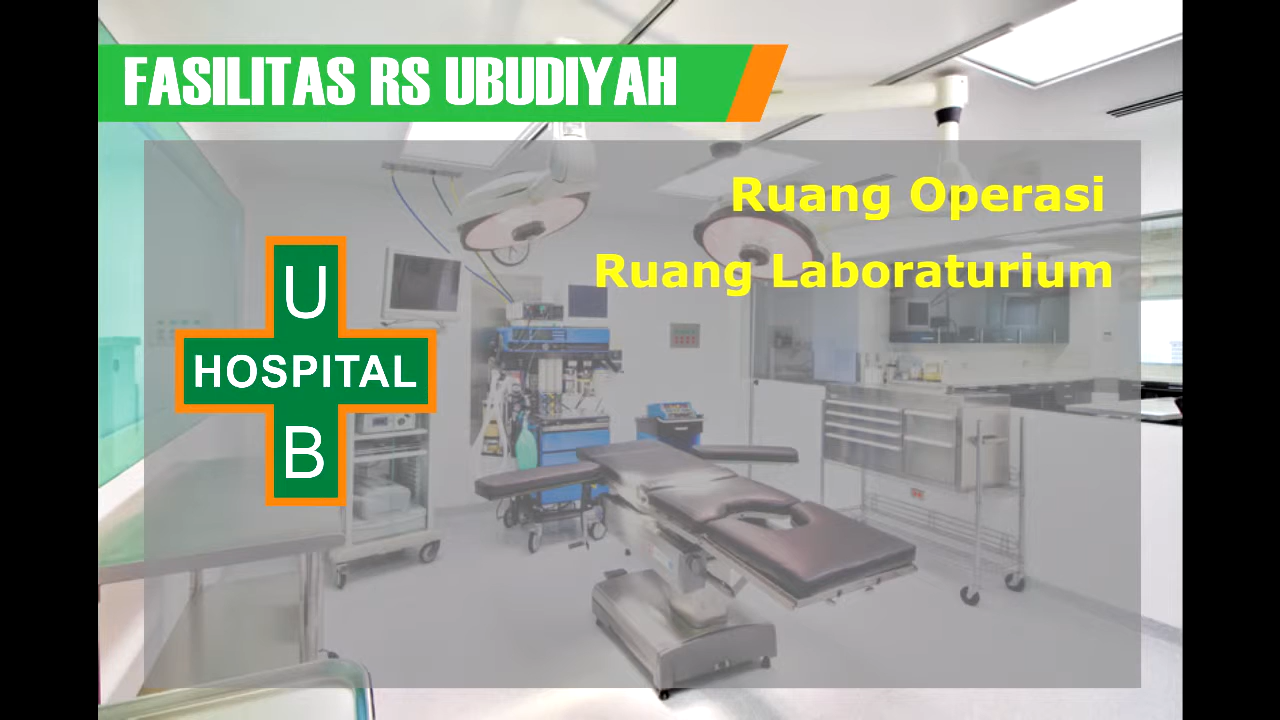 FASILITAS RS UBUDIYAH
Ruang Operasi
Ruang Laboraturium
U
HOSPITAL
B